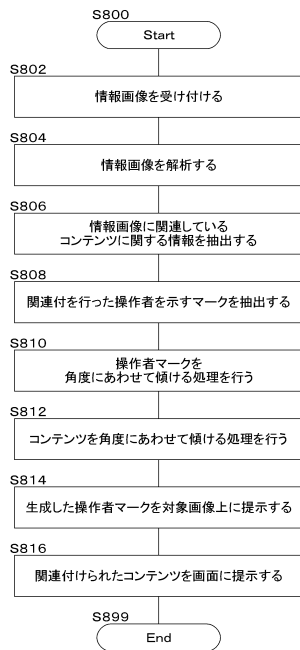 S800
Start
S802
情報画像を受け付ける
S804
情報画像を解析する
S806
情報画像に関連している
コンテンツに関する情報を抽出する
S808
関連付を行った操作者を示すマークを抽出する
S810
操作者マークを
角度にあわせて傾ける処理を行う
S812
コンテンツを角度にあわせて傾ける処理を行う
S814
生成した操作者マークを対象画像上に提示する
S816
関連付けられたコンテンツを画面に提示する
S899
End